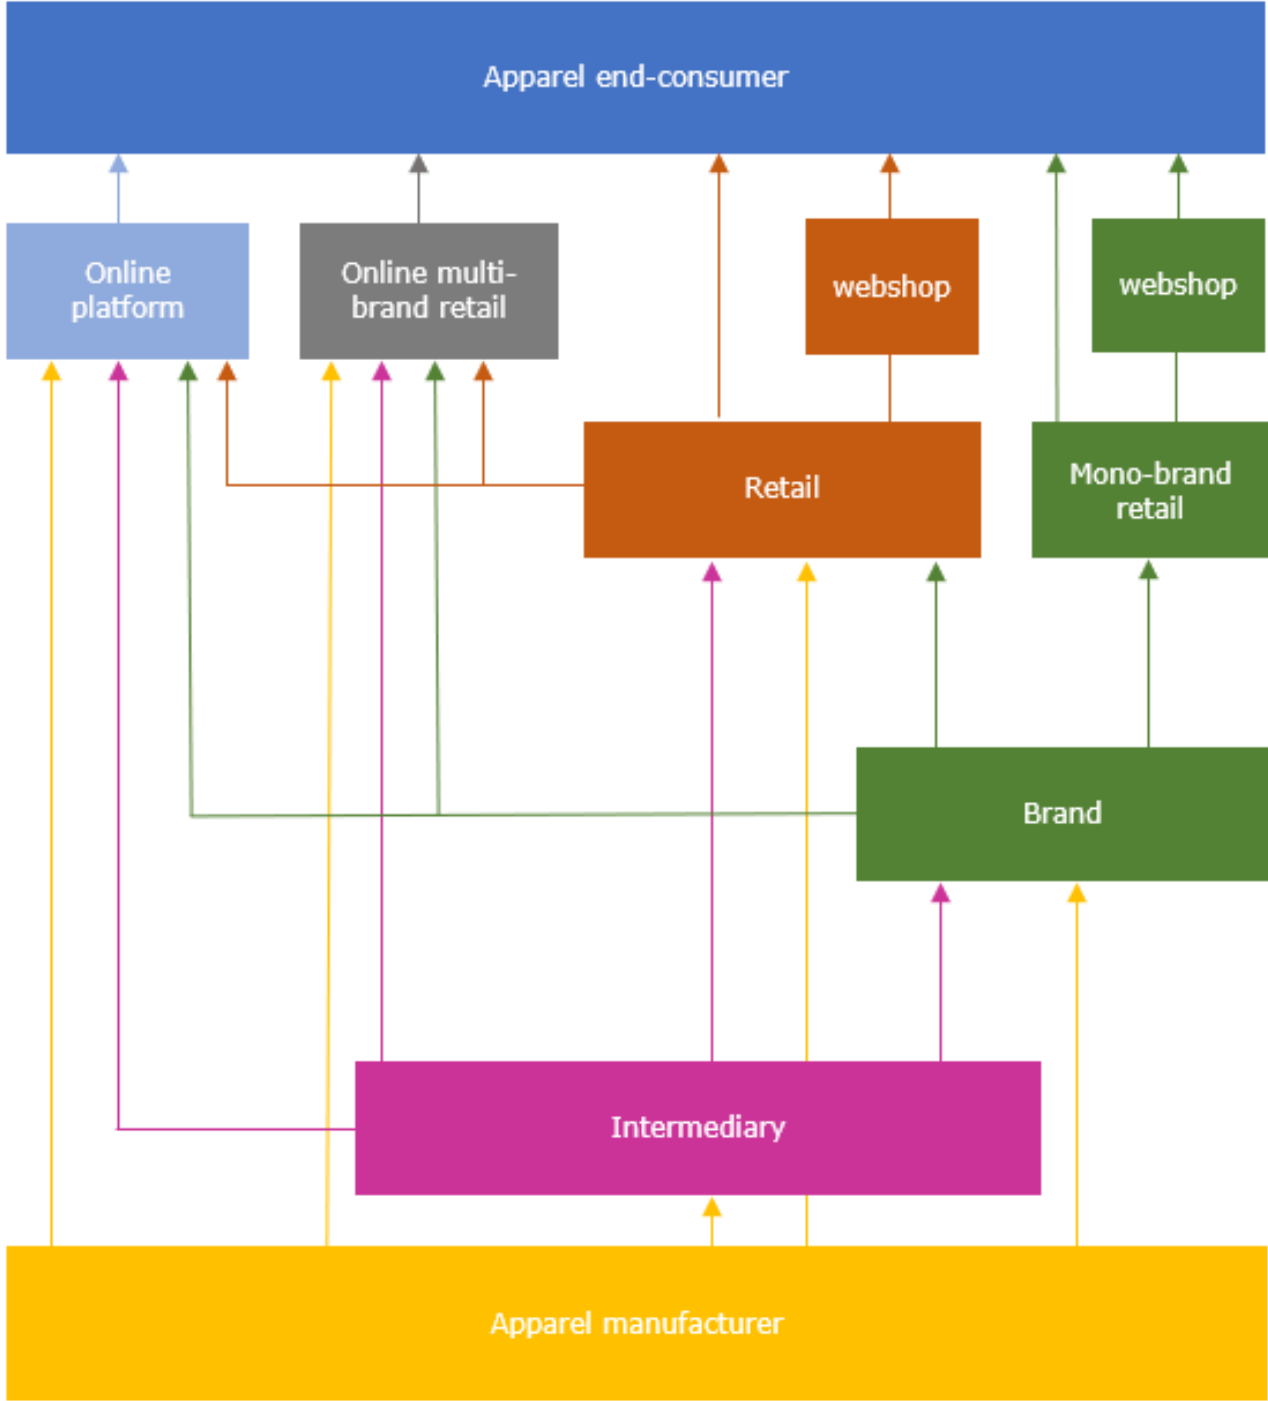 Apparel end-consumer
Online
platform
Online multi-
brand retail
webshop
webshop
Retail
Mono-brand
retail
Brand
Intermediary
Apparel manufacturer